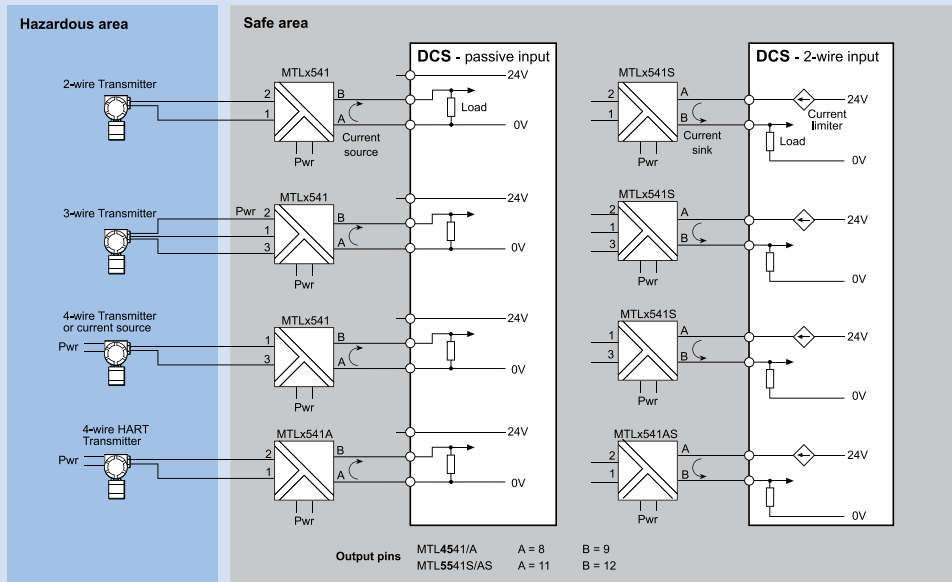 Hazardous area
Safe area
DCS - passive input
DCS - 2-wire input
2-wire Transmitter
MTLx541
2
1
B
A
Current
source
Pwr
24V
Load
0V
MTLx541S
2
1
A
B
Current
sink
Pwr
24V
Current
limiter
Load
0V
3-wire Transmitter
MTLx541
Pwr 2
1
3
B
A
Pwr
24V
0V
MTLx541S
2
1
3
A
B
Pwr
24V
0V
4-wire Transmitter
or current source
Pwr
MTLx541
1
3
B
A
Pwr
24V
0V
MTLx541S
1
3
A
B
Pwr
24V
0V
4-wire HART
Transmitter
Pwr
MTLx541A
2
1
B
A
Pwr
24V
0V
MTLx541AS
2
1
A
B
Pwr
24V
0V
Output pins
MTL4541/A A = 8 B = 9
MTL5541S/AS A = 11 B = 12